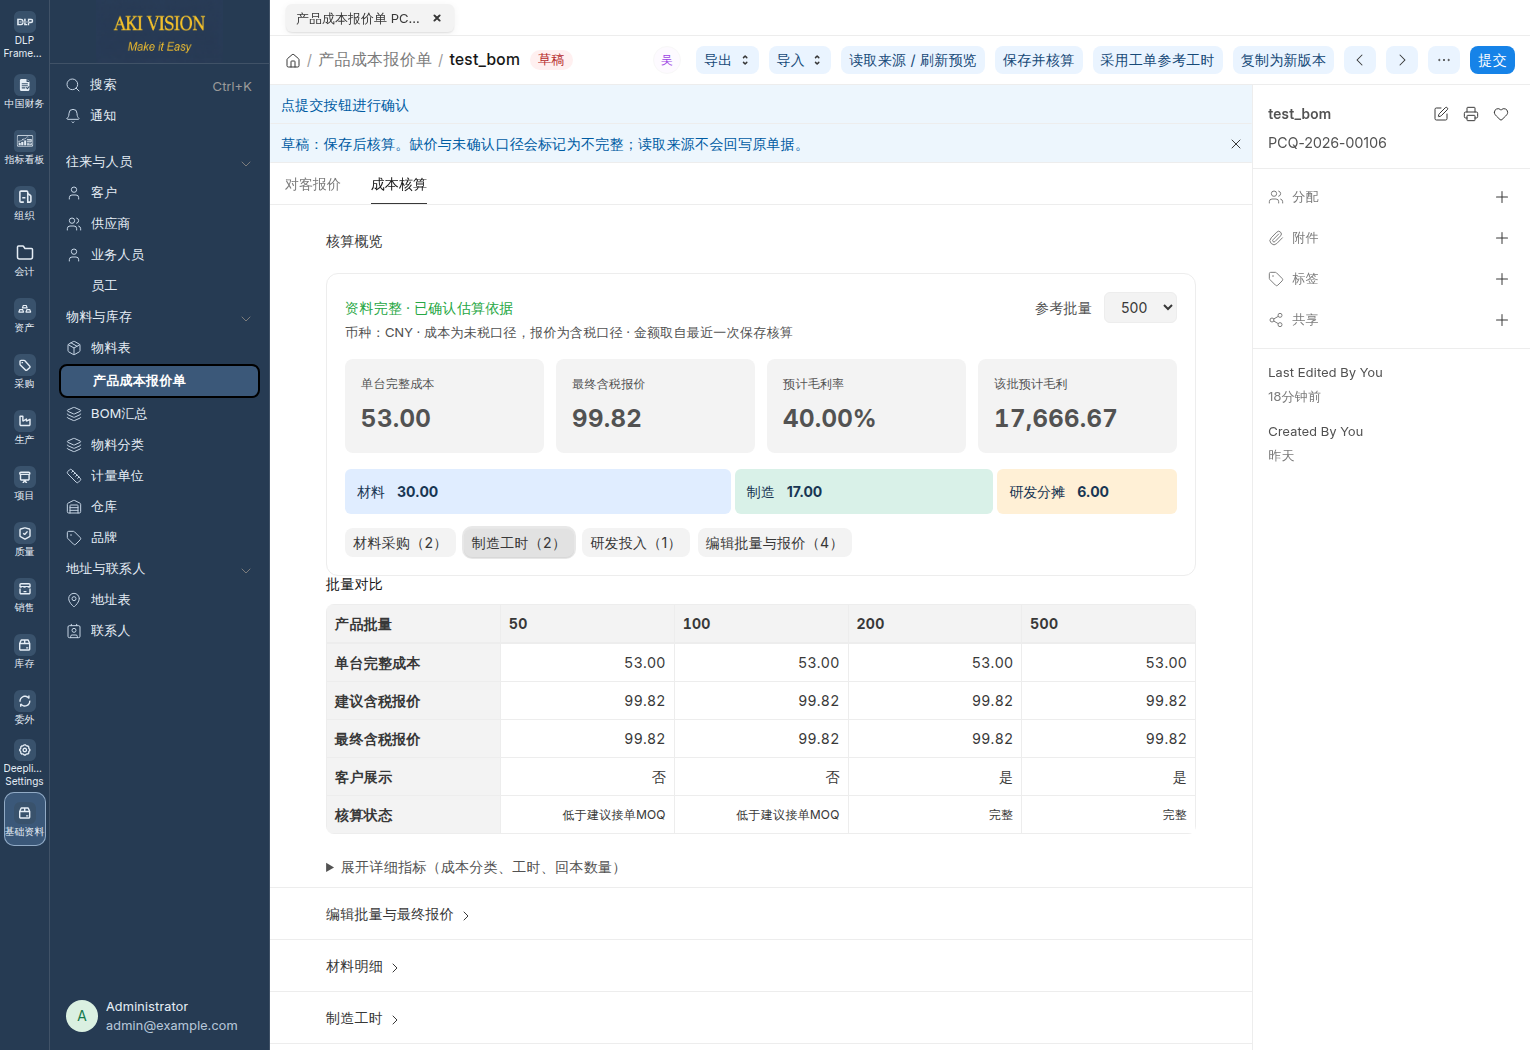 DLP
DLP
Frame...
中国财务
指标看板
组织
会计
资产
采购
生产
项目
质量
销售
库存
委外
Deepli...
Settings
基础资料
AKI VISION
Make it Easy
搜索 Ctrl+K
通知
往来与人员
客户
供应商
业务人员
员工
物料与库存
物料表
产品成本报价单
BOM汇总
物料分类
计量单位
仓库
品牌
地址与联系人
地址表
联系人
A
Administrator
admin@example.com
产品成本报价单 PC... ×
/ 产品成本报价单 / test_bom 草稿
吴 导出 导入 读取来源 / 刷新预览 保存并核算 采用工单参考工时 复制为新版本 ... 提交
点提交按钮进行确认
草稿：保存后核算。缺价与未确认口径会标记为不完整；读取来源不会回写原单据。
对客报价 成本核算
核算概览
资料完整 · 已确认估算依据
参考批量 500
币种：CNY · 成本为未税口径，报价为含税口径 · 金额取自最近一次保存核算
单台完整成本 最终含税报价 预计毛利率 该批预计毛利
53.00 99.82 40.00% 17,666.67
材料 30.00 制造 17.00 研发分摊 6.00
材料采购（2） 制造工时（2） 研发投入（1） 编辑批量与报价（4）
批量对比
产品批量 50 100 200 500
单台完整成本 53.00 53.00 53.00 53.00
建议含税报价 99.82 99.82 99.82 99.82
最终含税报价 99.82 99.82 99.82 99.82
客户展示 否 否 是 是
核算状态 低于建议接单MOQ 低于建议接单MOQ 完整 完整
展开详细指标（成本分类、工时、回本数量）
编辑批量与最终报价
材料明细
制造工时
test_bom
PCQ-2026-00106
分配
附件
标签
共享
Last Edited By You
18分钟前
Created By You
昨天